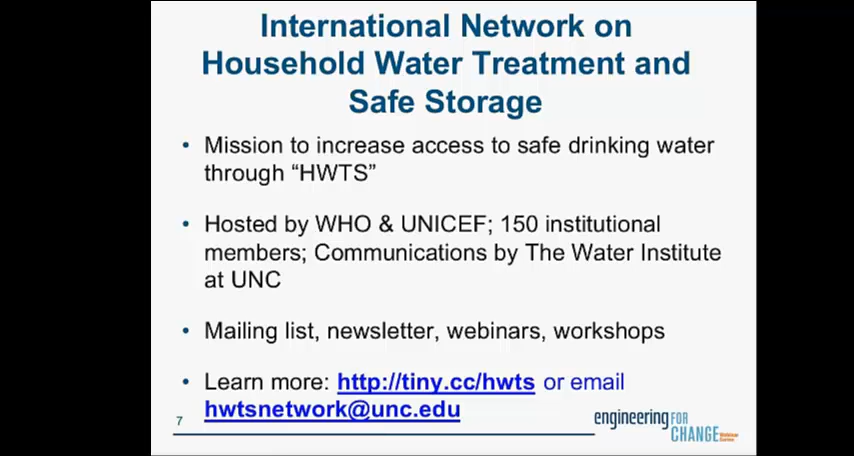 International Network on
Household Water Treatment and
Safe Storage
• Mission to increase access to safe drinking water
through “HWTS”
• Hosted by WHO & UNICEF; 150 institutional
members; Communications by The Water Institute
at UNC
• Mailing list, newsletter, webinars, workshops
• Learn more: http://tiny.cc/hwts or email
hwtsnetwork@unc.edu
7
engineering FOR
CHANGE Webinar
Series